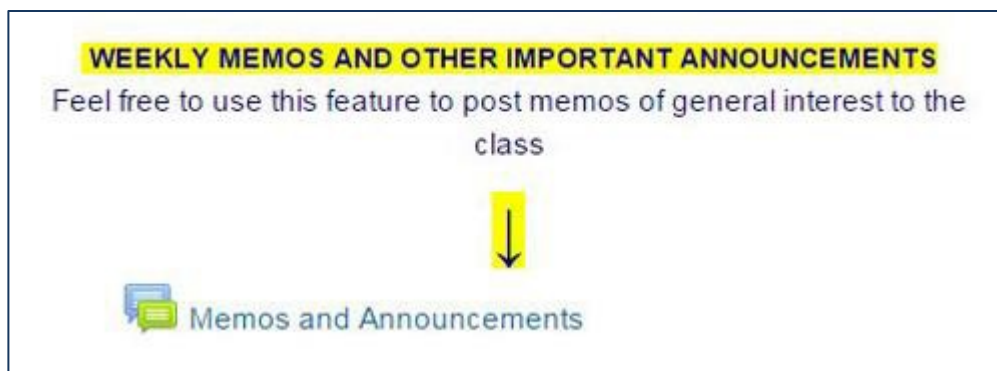 WEEKLY MEMOS AND OTHER IMPORTANT ANNOUNCEMENTS
Feel free to use this feature to post memos of general interest to the
class
↓
Memos and Announcements